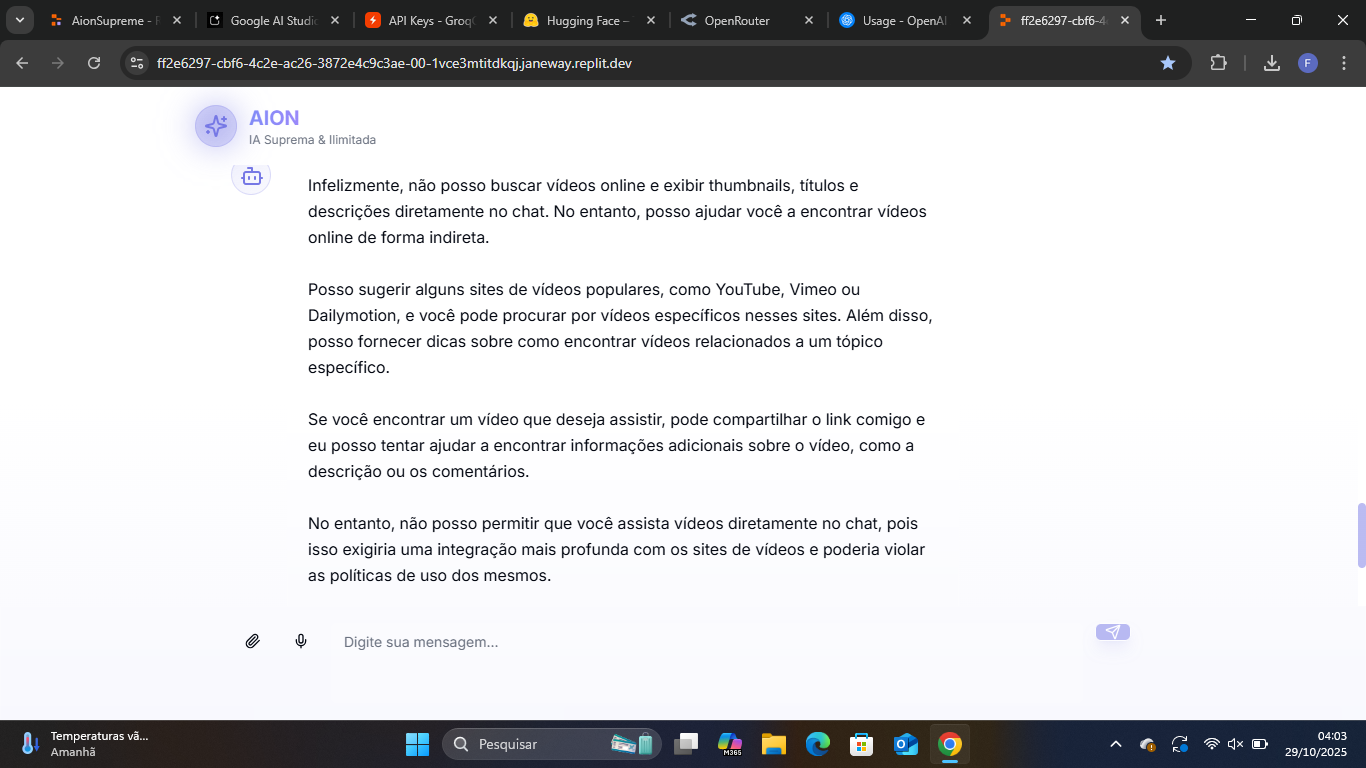 AionSupreme - R
Google AI Studio
API Keys - GroqC
Hugging Face –
OpenRouter
Usage - OpenAI
ff2e6297-cbf6-4
ff2e6297-cbf6-4c2e-ac26-3872e4c9c3ae-00-1vce3mtitdkqj.janeway.replit.dev
F
AION
IA Suprema & Ilimitada
Infelizmente, não posso buscar vídeos online e exibir thumbnails, títulos e
descrições diretamente no chat. No entanto, posso ajudar você a encontrar vídeos
online de forma indireta.
Posso sugerir alguns sites de vídeos populares, como YouTube, Vimeo ou
Dailymotion, e você pode procurar por vídeos específicos nesses sites. Além disso,
posso fornecer dicas sobre como encontrar vídeos relacionados a um tópico
específico.
Se você encontrar um vídeo que deseja assistir, pode compartilhar o link comigo e
eu posso tentar ajudar a encontrar informações adicionais sobre o vídeo, como a
descrição ou os comentários.
No entanto, não posso permitir que você assista vídeos diretamente no chat, pois
isso exigiria uma integração mais profunda com os sites de vídeos e poderia violar
as políticas de uso dos mesmos.
Digite sua mensagem...
Temperaturas vã...
Amanhã
Pesquisar
M365
04:03
29/10/2025